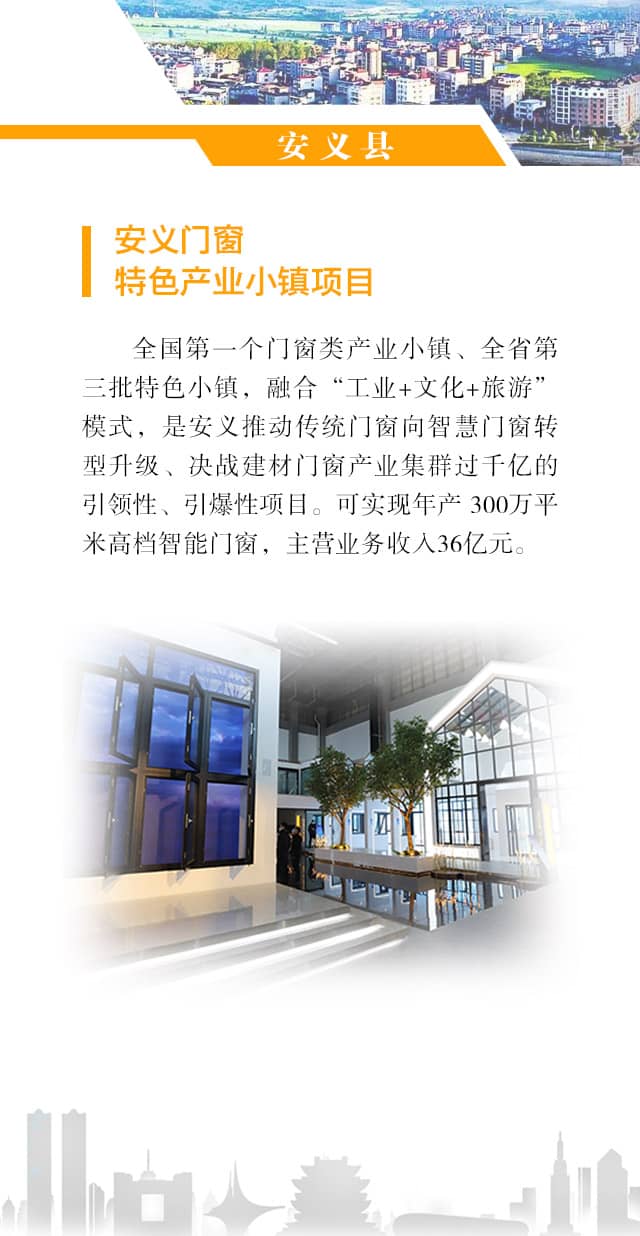 安义县
安义门窗
特色产业小镇项目
全国第一个门窗类产业小镇、全省第
三批特色小镇，融合“工业+文化+旅游”
模式，是安义推动传统门窗向智慧门窗转
型升级、决战建材门窗产业集群过千亿的
引领性、引爆性项目。可实现年产 300万平
米高档智能门窗，主营业务收入36亿元。